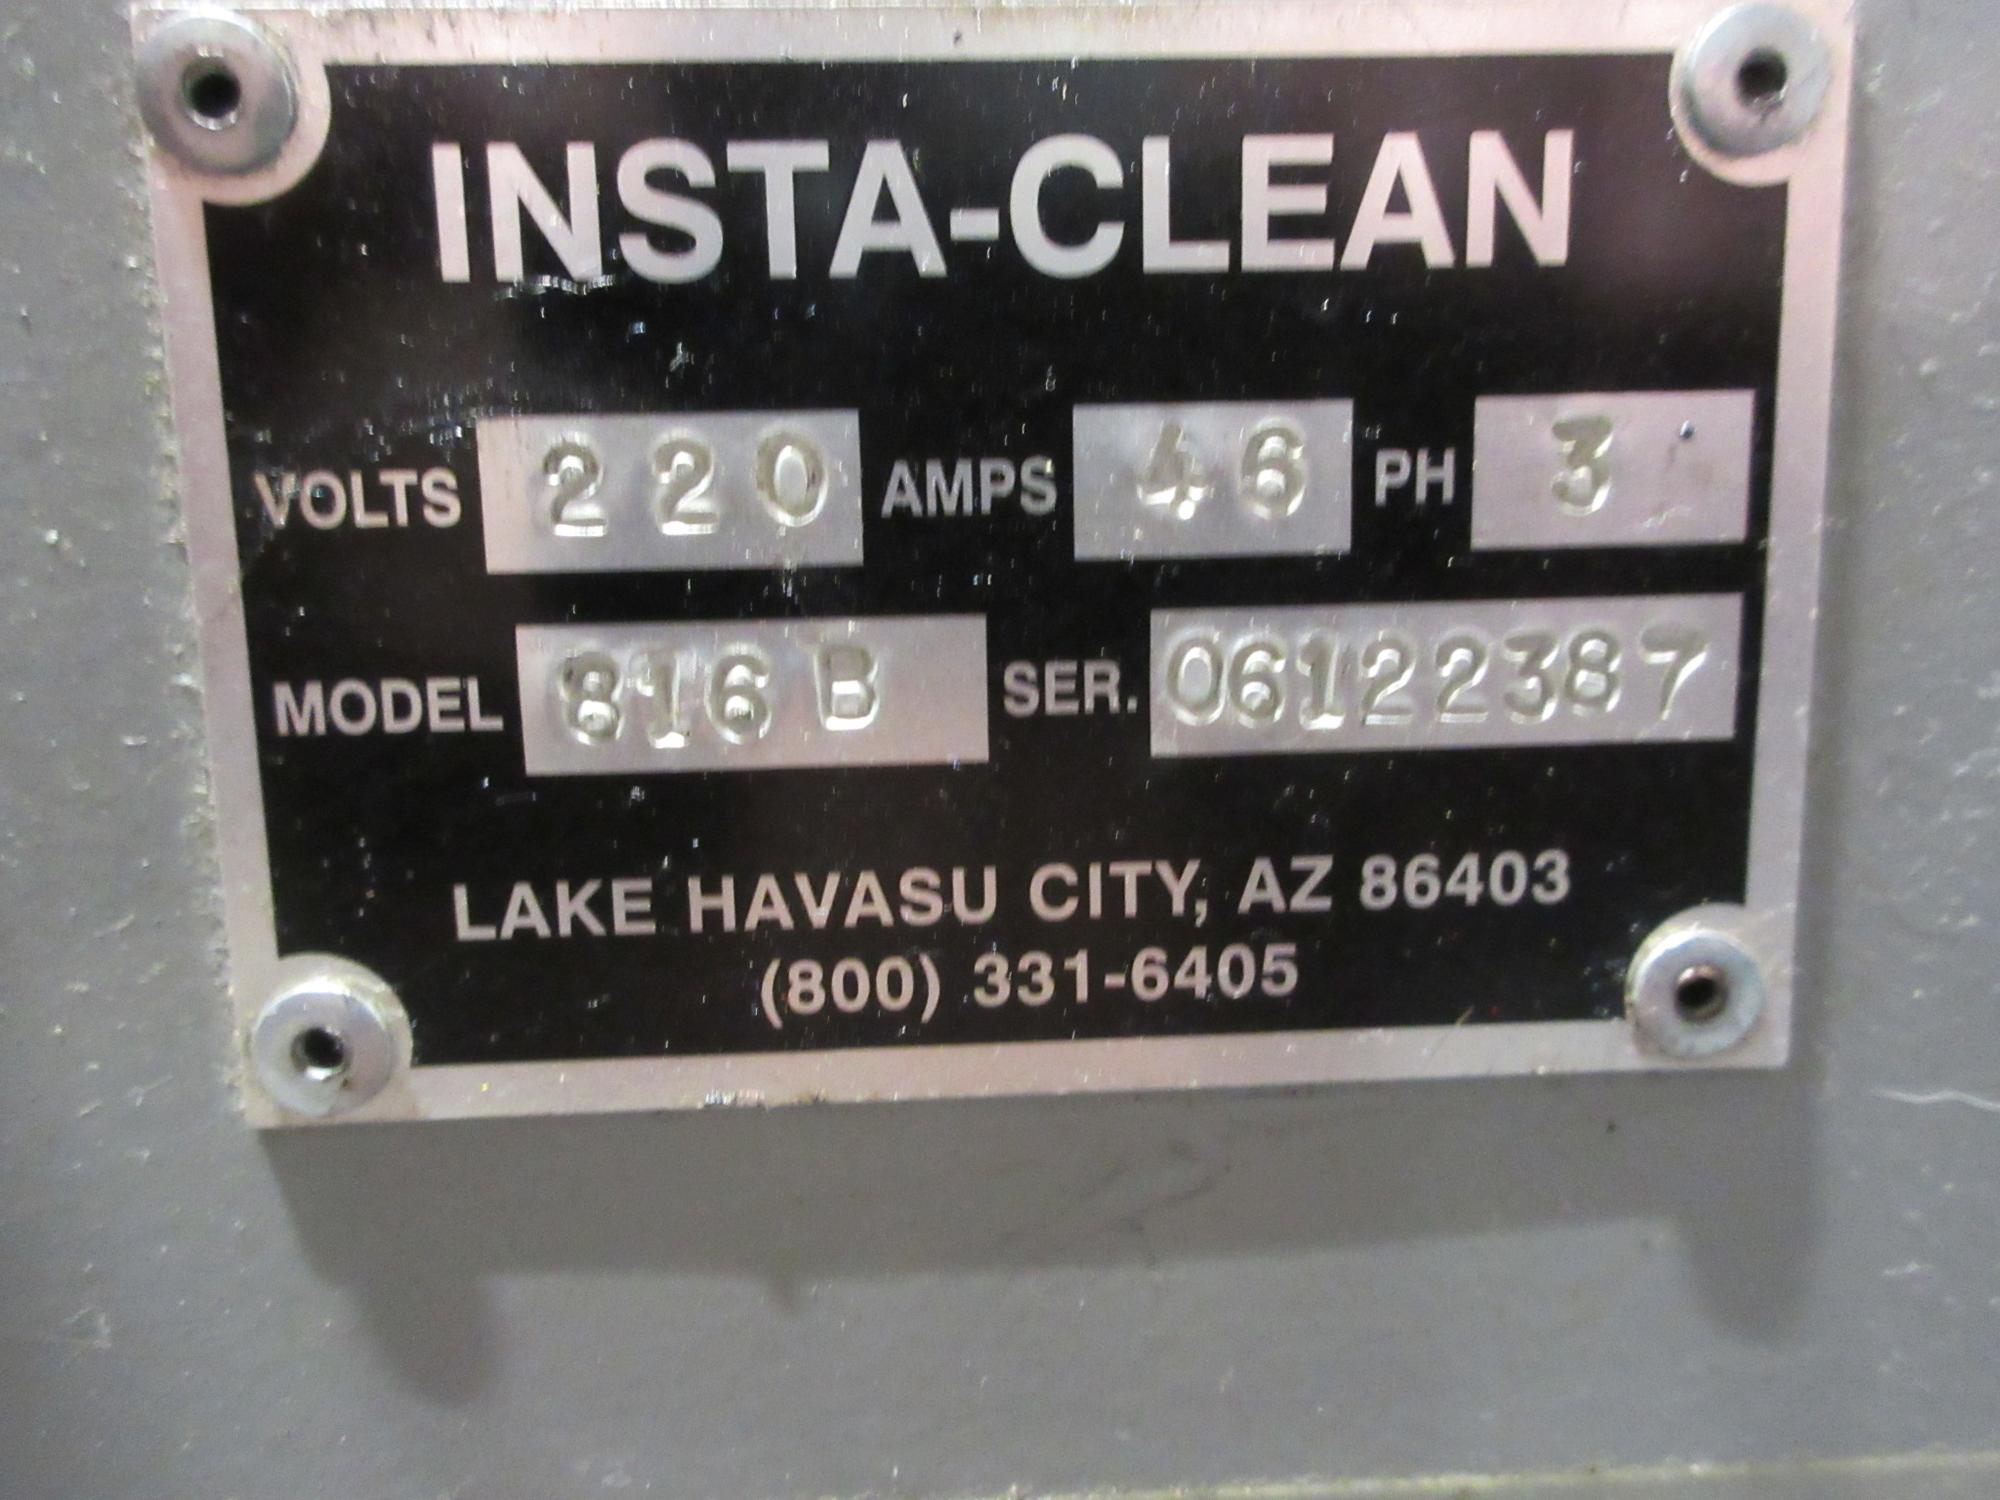 INSTA-CLEAN
VOLTS 220 AMPS 46 PH 3
MODEL 816 B SER. 06122387
LAKE HAVASU CITY, AZ 86403
(800) 331-6405